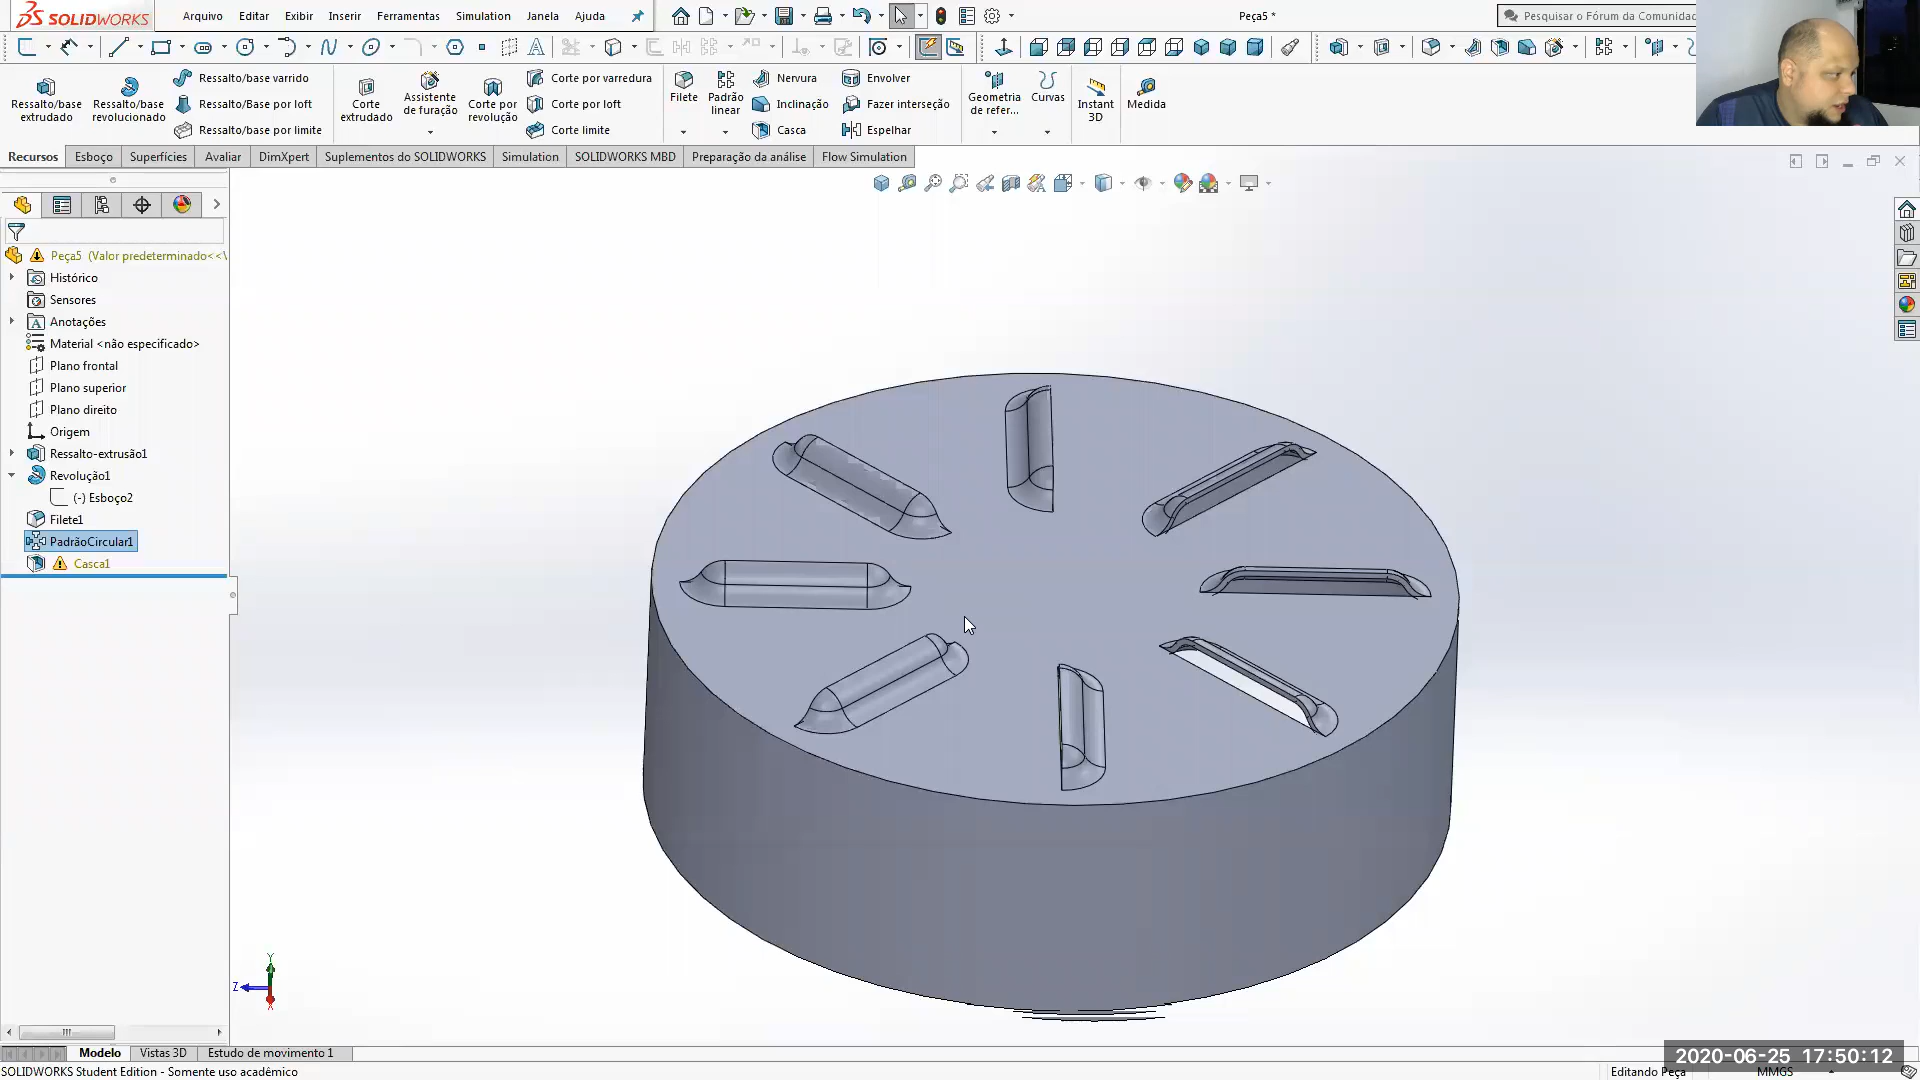 SOLIDWORKS
Arquivo Editar Exibir Inserir Ferramentas Simulation Janela Ajuda
Peça5 *
Pesquisar o Fórum da Comunidad
Ressalto/base extrudado
Ressalto/base revolucionado
Ressalto/base varrido
Ressalto/Base por loft
Ressalto/base por limite
Corte extrudado
Assistente de furação
Corte por revolução
Corte por varredura
Corte por loft
Corte limite
Filete
Padrão linear
Nervura
Inclinação
Casca
Envolver
Fazer interseção
Espelhar
Geometria de refer...
Curvas
Instant 3D
Medida
Recursos Esboço Superfícies Avaliar DimXpert Suplementos do SOLIDWORKS Simulation SOLIDWORKS MBD Preparação da análise Flow Simulation
Peça5 (Valor predeterminado<<\
Histórico
Sensores
Anotações
Material <não especificado>
Plano frontal
Plano superior
Plano direito
Origem
Ressalto-extrusão1
Revolução1
(-) Esboço2
Filete1
PadrãoCircular1
Casca1
Y
Z
X
Modelo Vistas 3D Estudo de movimento 1
SOLIDWORKS Student Edition - Somente uso acadêmico
Editando Peça
MMGS
2020-06-25 17:50:12